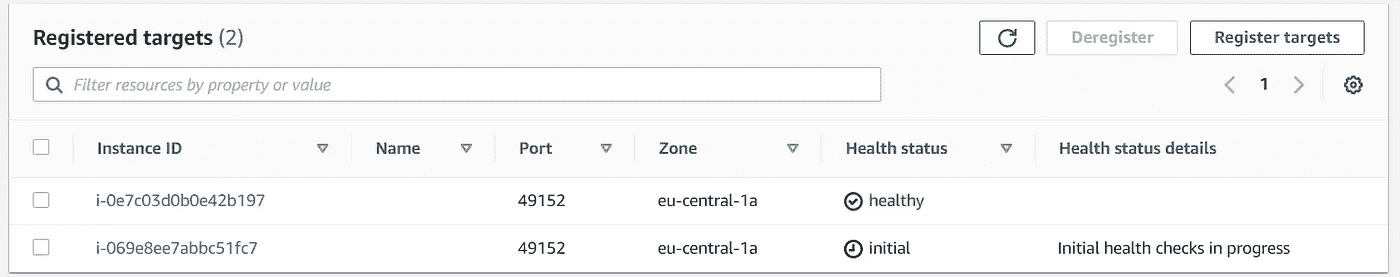 Registered targets (2)
Deregister
Register targets
Filter resources by property or value
1
Instance ID Name Port Zone Health status Health status details
i-0e7c03d0b0e42b197 49152 eu-central-1a healthy
i-069e8ee7abbc51fc7 49152 eu-central-1a initial Initial health checks in progress